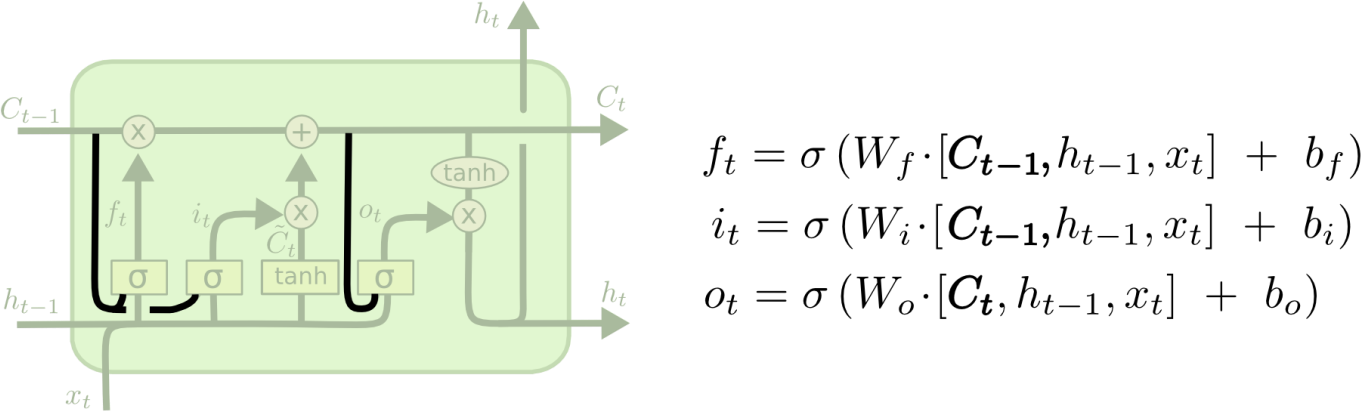 h_t
C_{t-1} × + C_t
tanh
f_t i_t × o_t ×
C̃_t
σ σ tanh σ
h_{t-1} h_t
x_t
f_t = σ (W_f·[C_{t-1}, h_{t-1}, x_t] + b_f)
i_t = σ (W_i·[C_{t-1}, h_{t-1}, x_t] + b_i)
o_t = σ (W_o·[C_t, h_{t-1}, x_t] + b_o)